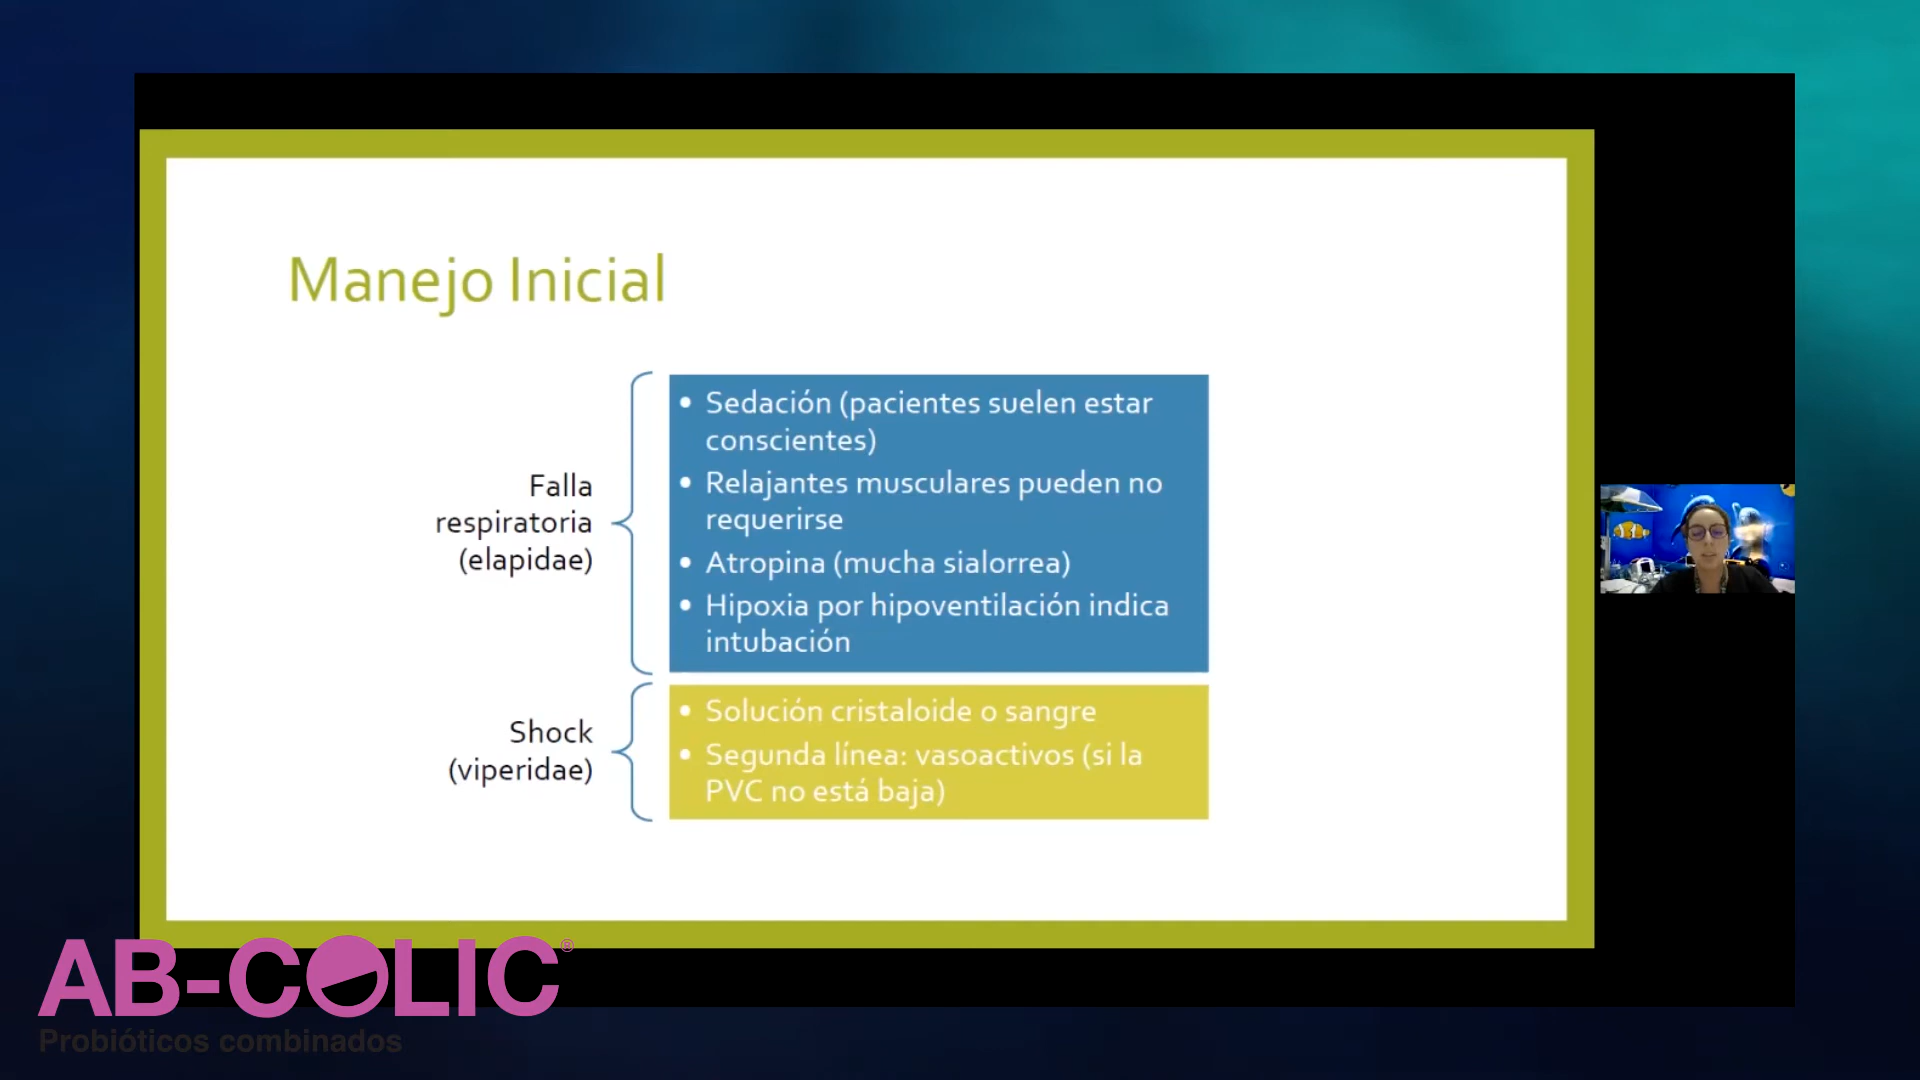 Manejo Inicial
Falla
respiratoria
(elapidae)
• Sedación (pacientes suelen estar
conscientes)
• Relajantes musculares pueden no
requerirse
• Atropina (mucha sialorrea)
• Hipoxia por hipoventilación indica
intubación
Shock
(viperidae)
• Solución cristaloide o sangre
• Segunda línea: vasoactivos (si la
PVC no está baja)
AB-COLIC®
Probióticos combinados